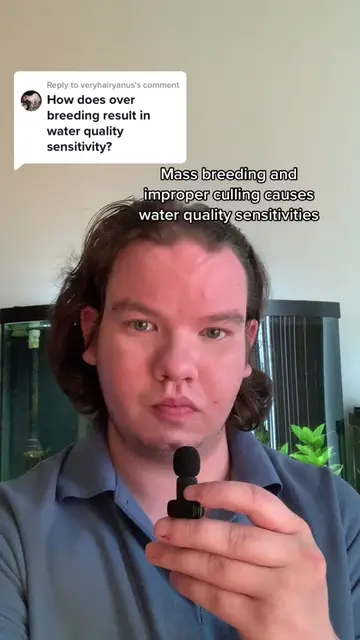 Reply to veryhairyanus's comment
How does over
breeding result in
water quality
sensitivity?
Mass breeding and
improper culling causes
water quality sensitivities